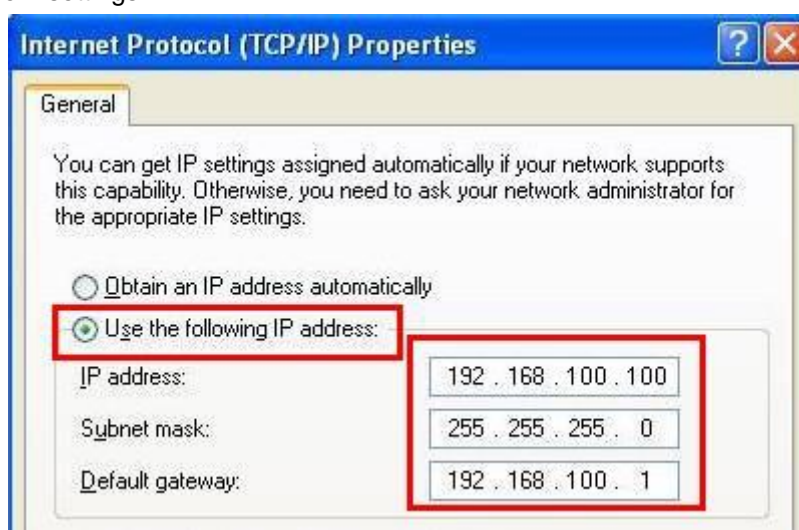 Internet Protocol (TCP/IP) Properties
General
You can get IP settings assigned automatically if your network supports
this capability. Otherwise, you need to ask your network administrator for
the appropriate IP settings.
Obtain an IP address automatically
Use the following IP address:
IP address: 192 . 168 . 100 . 100
Subnet mask: 255 . 255 . 255 . 0
Default gateway: 192 . 168 . 100 . 1